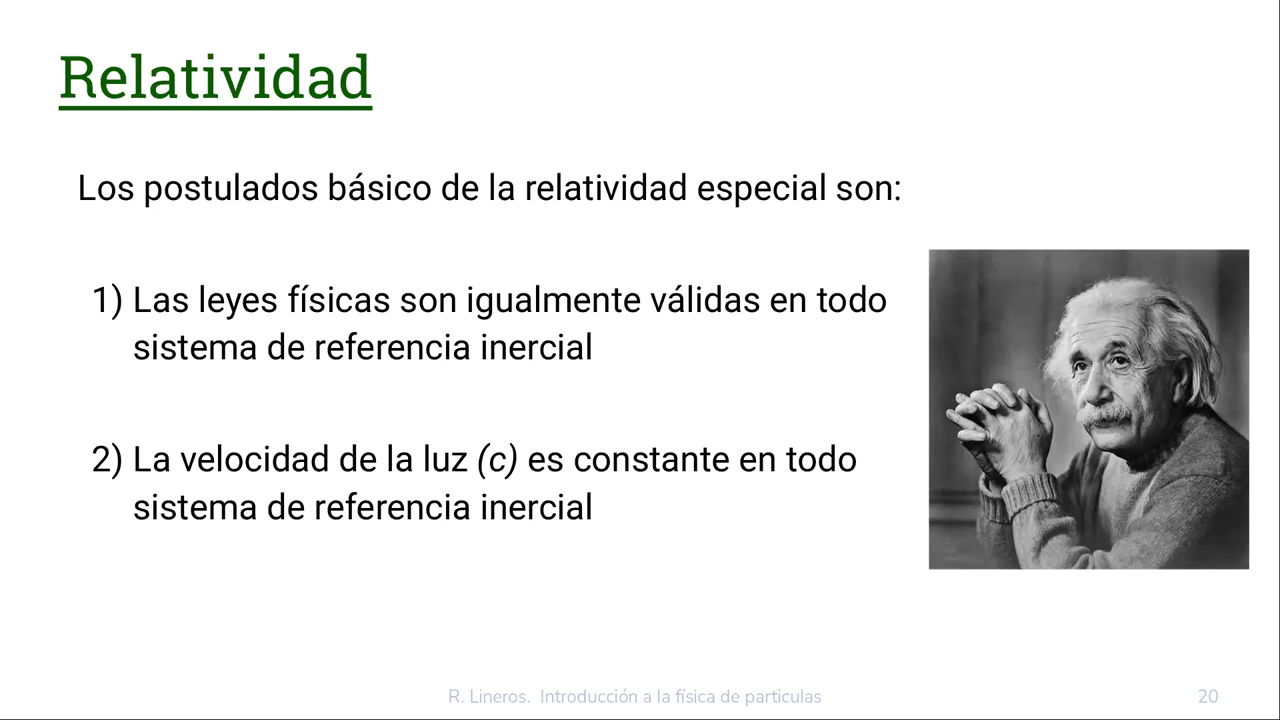 Relatividad
Los postulados básico de la relatividad especial son:
1) Las leyes físicas son igualmente válidas en todo
sistema de referencia inercial
2) La velocidad de la luz (c) es constante en todo
sistema de referencia inercial
R. Lineros. Introducción a la física de particulas
20